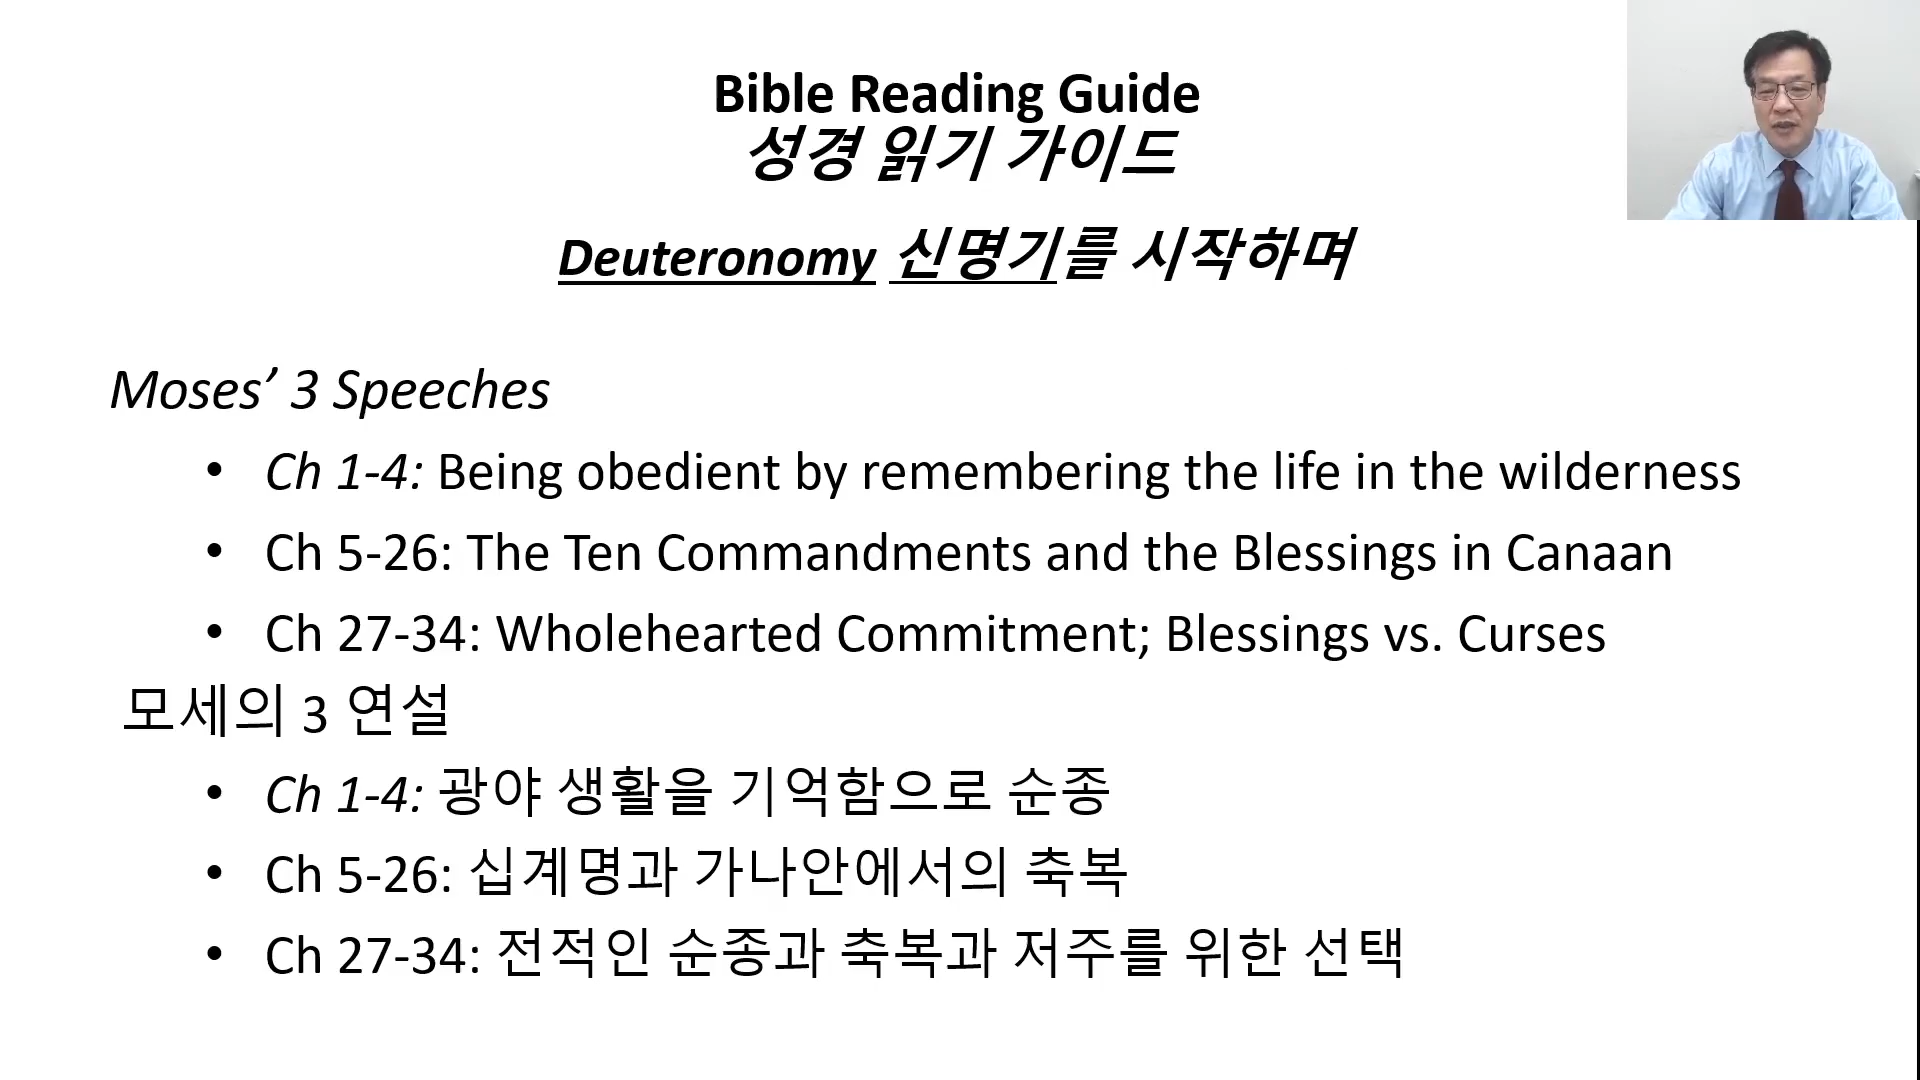 Bible Reading Guide
성경 읽기 가이드
Deuteronomy 신명기를 시작하며
Moses’ 3 Speeches
• Ch 1-4: Being obedient by remembering the life in the wilderness
• Ch 5-26: The Ten Commandments and the Blessings in Canaan
• Ch 27-34: Wholehearted Commitment; Blessings vs. Curses
모세의 3 연설
• Ch 1-4: 광야 생활을 기억함으로 순종
• Ch 5-26: 십계명과 가나안에서의 축복
• Ch 27-34: 전적인 순종과 축복과 저주를 위한 선택